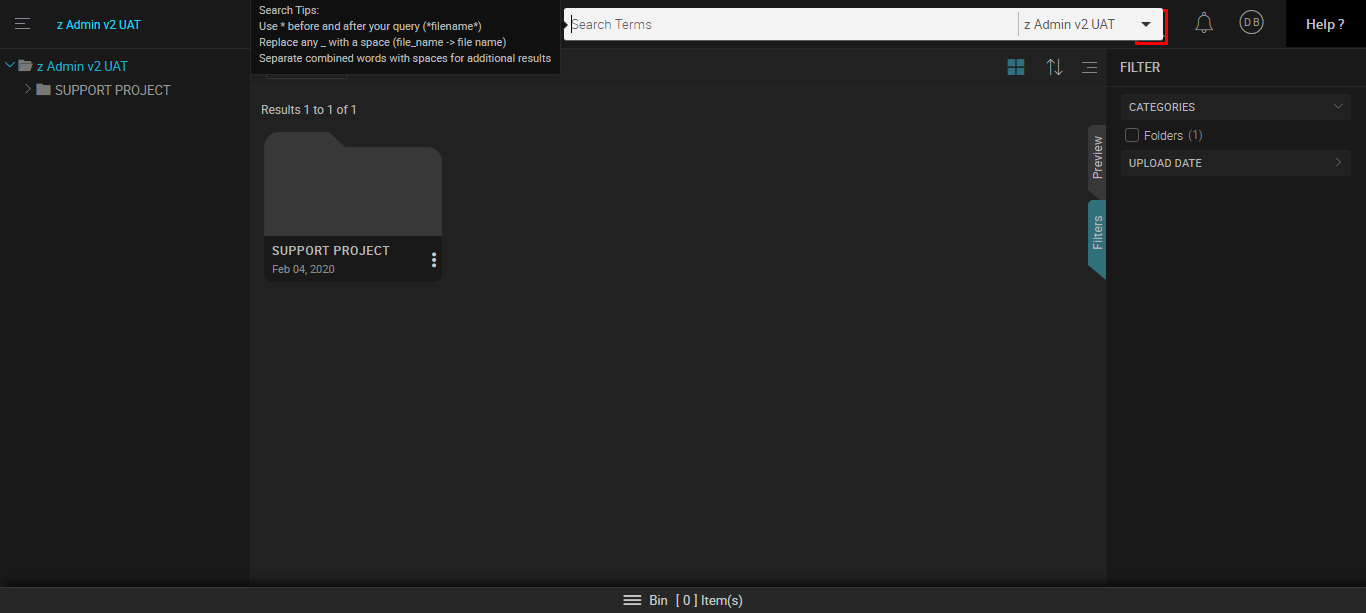 z Admin v2 UAT
Search Tips:
Use * before and after your query (*filename*)
Replace any _ with a space (file_name -> file name)
Separate combined words with spaces for additional results
Search Terms
z Admin v2 UAT
D B
Help ?
z Admin v2 UAT
SUPPORT PROJECT
Results 1 to 1 of 1
SUPPORT PROJECT
Feb 04, 2020
Preview
Filters
FILTER
CATEGORIES
Folders (1)
UPLOAD DATE
Bin [ 0 ] Item(s)